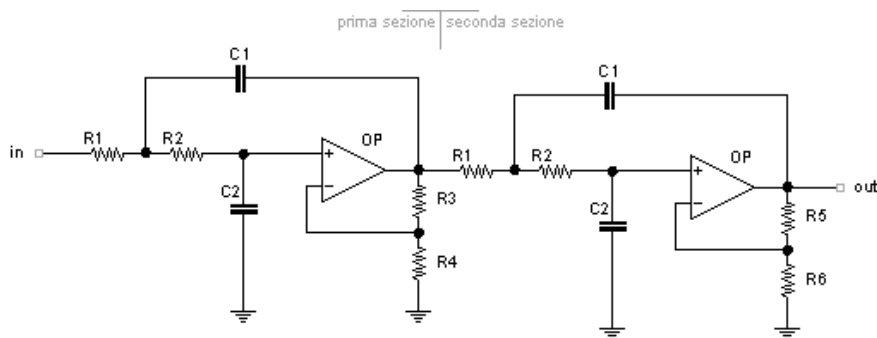 prima sezione seconda sezione
C1 C1
R1 R2 OP R1 R2 OP
in
+ +
out
C2 - R3 C2 - R5
R4 R6